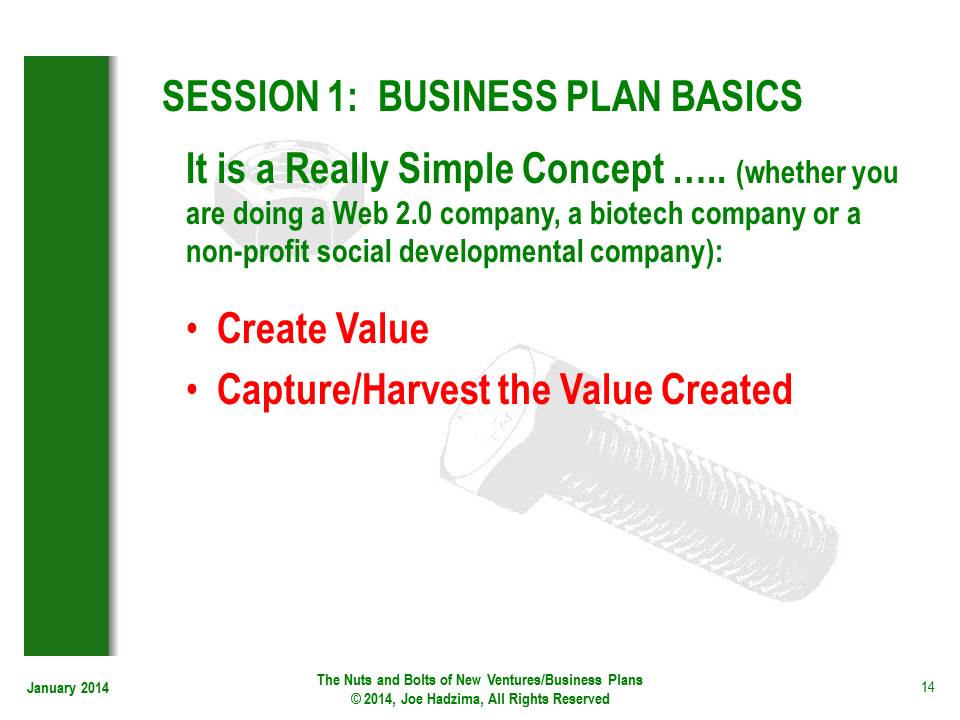 SESSION 1: BUSINESS PLAN BASICS
It is a Really Simple Concept ….. (whether you
are doing a Web 2.0 company, a biotech company or a
non-profit social developmental company):
• Create Value
• Capture/Harvest the Value Created
January 2014
The Nuts and Bolts of New Ventures/Business Plans
© 2014, Joe Hadzima, All Rights Reserved
14